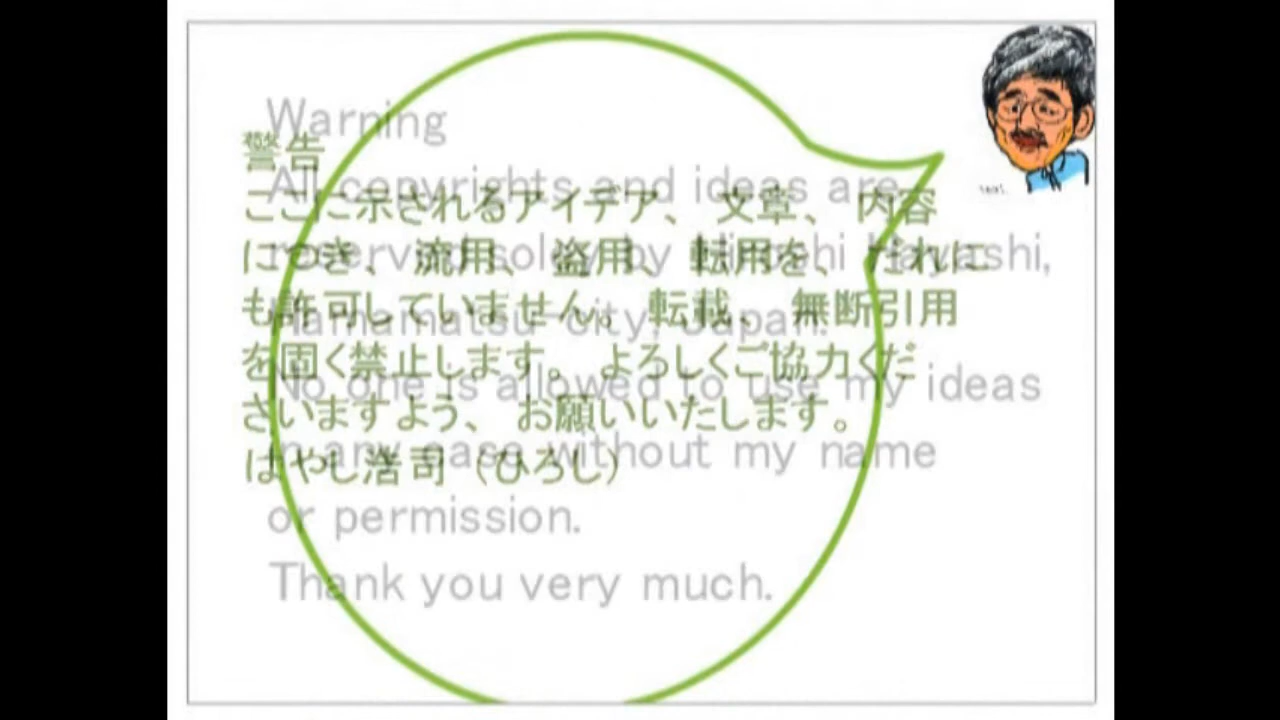 Warning
All copyrights and ideas are
reserved soley by Hiroshi Hayashi,
Hamamatsu-city, Japan.
No one is allowed to use my ideas
in any case without my name
or permission.
Thank you very much.
警告
ここに示されるアイデア、 文章、 内容
につき、 流用、 盗用、 転用を、 だれに
も許可していません。 転載、 無断引用
を固く禁止します。 よろしくご協力くだ
さいますよう、 お願いいたします。
はやし浩司 (ひろし)